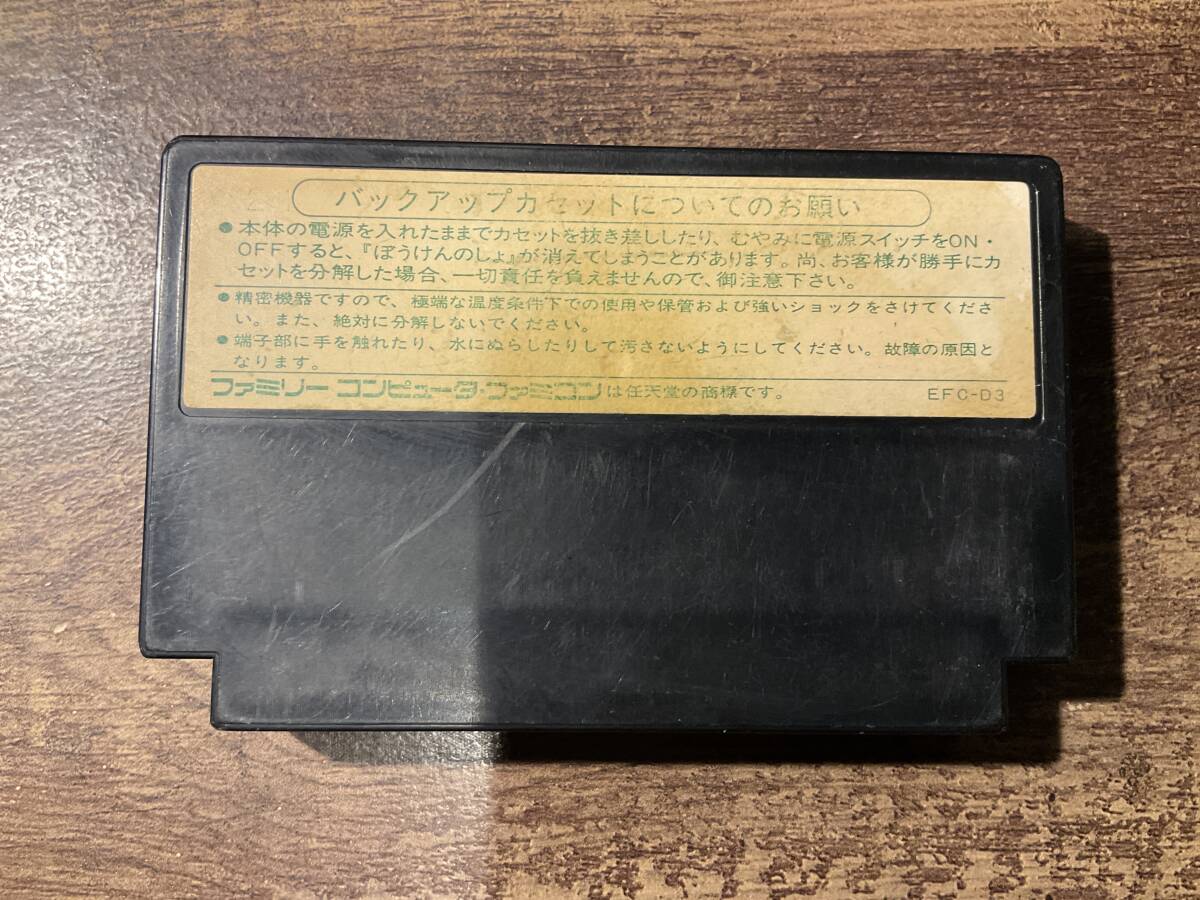 バックアップカセットについてのお願い
●本体の電源を入れたままでカセットを抜き差ししたり、むやみに電源スイッチをON・
OFFすると、『ぼうけんのしょ』が消えてしまうことがあります。尚、お客様が勝手にカ
セットを分解した場合、一切責任を負えませんので、御注意下さい。
●精密機器ですので、極端な温度条件下での使用や保管および強いショックをさけてくださ
い。また、絶対に分解しないでください。
●端子部に手を触れたり、水にぬらしたりして汚さないようにしてください。故障の原因と
なります。
ファミリーコンピュータ・ファミコンは任天堂の商標です。 EFC-D3